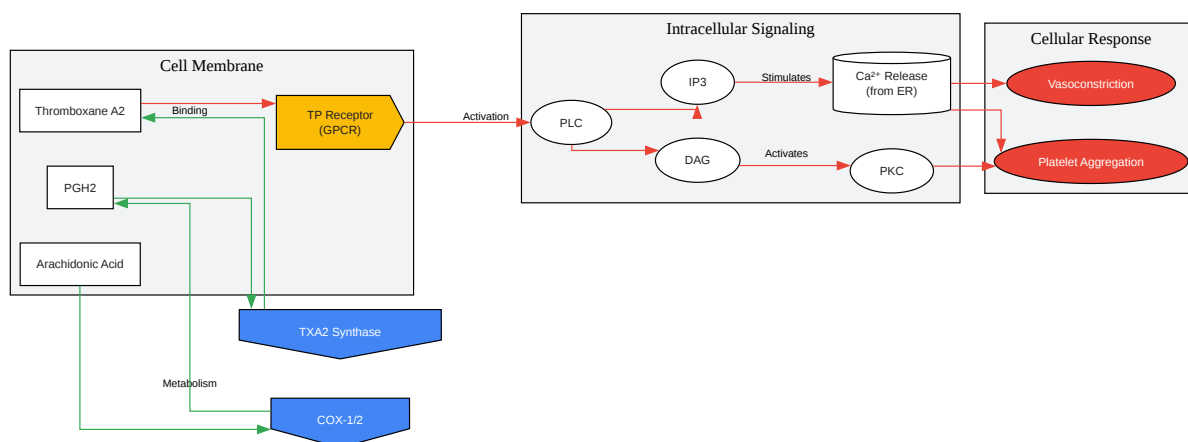 Cell Membrane
Thromboxane A2
Binding
TP Receptor
(GPCR)
PGH2
Arachidonic Acid
TXA2 Synthase
Metabolism
COX-1/2
Activation
Intracellular Signaling
PLC
IP3
Stimulates
Ca²⁺ Release
(from ER)
DAG
Activates
PKC
Cellular Response
Vasoconstriction
Platelet Aggregation